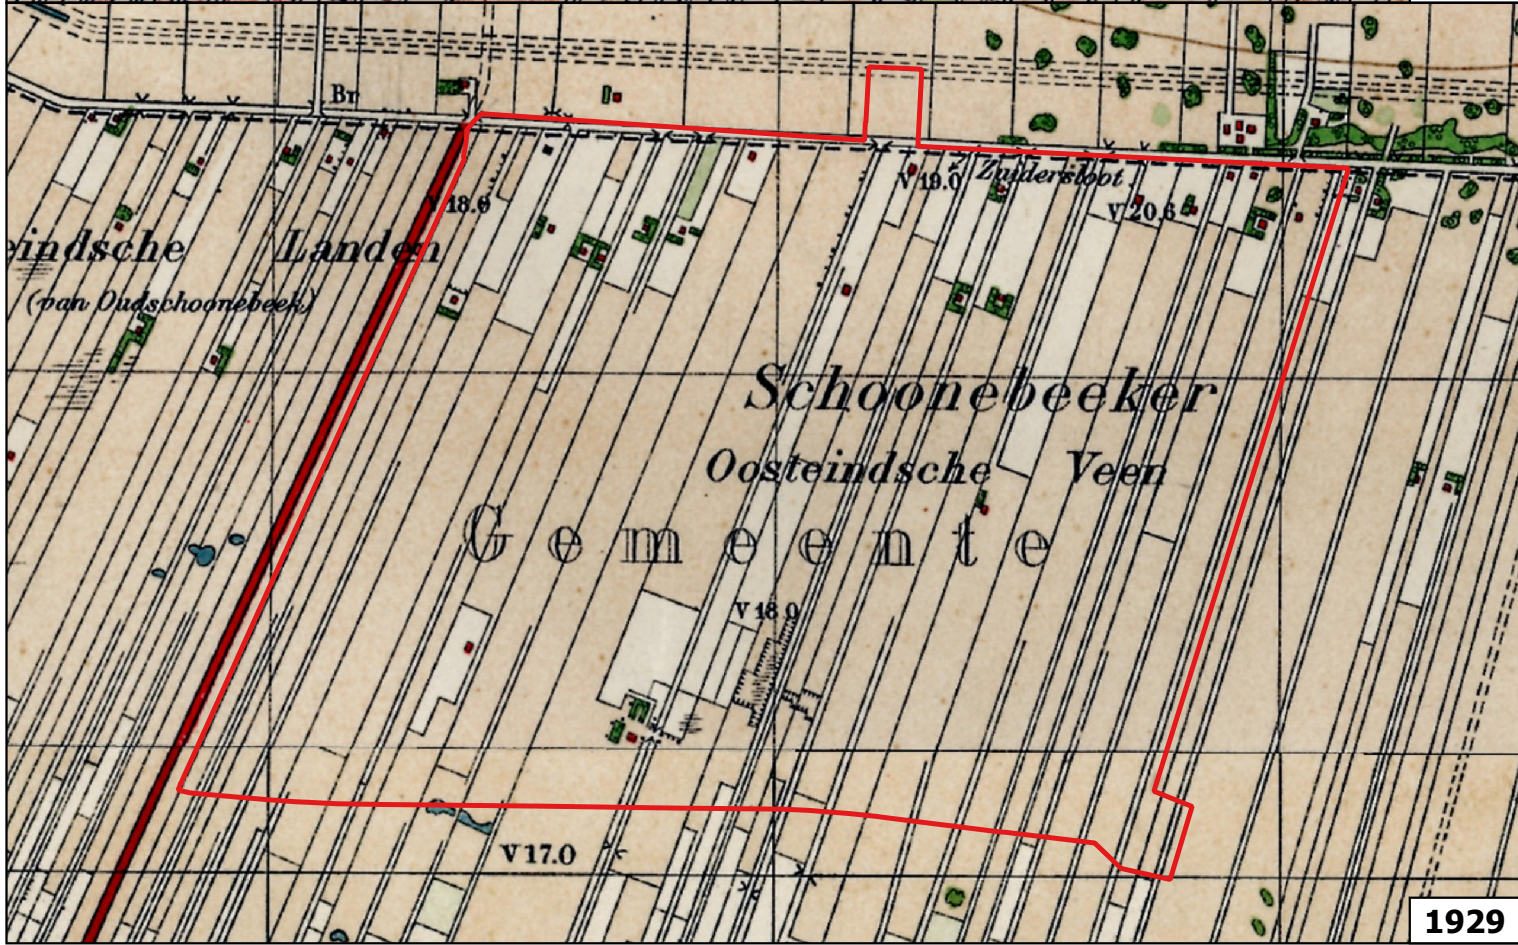 Br
V 19.0 Zuidersloot.
V 18.6
V 20.6
eindsche Landen
(van Oudschoonebeek)
Schoonebeeker
Oosteindsche Veen
Gemeente
V 18.0
V 17.0
1929